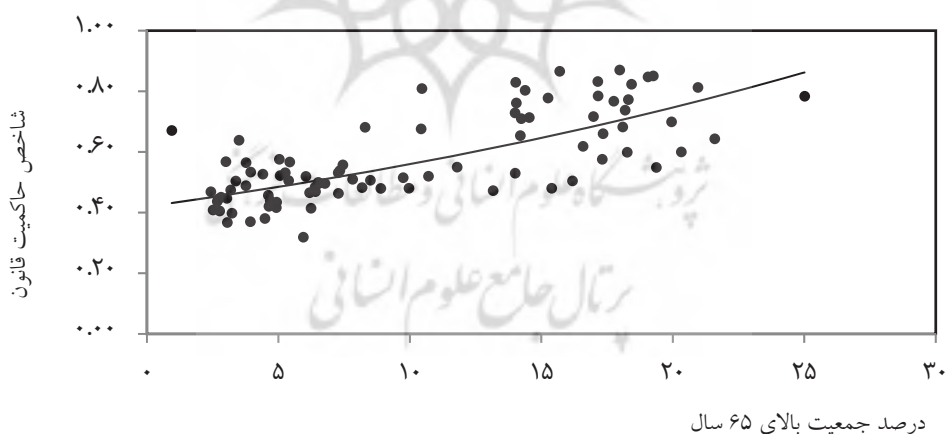 ۱.۰۰
۰.۸۰
۰.۶۰
۰.۴۰
۰.۲۰
۰.۰۰
شاخص حاکمیت قانون
۰ ۵ ۱۰ ۱۵ ۲۰ ۲۵ ۳۰
درصد جمعیت بالای ۶۵ سال
پژوهشگاه علوم انسانی و مطالعات فرهنگی
پرتال جامع علوم انسانی